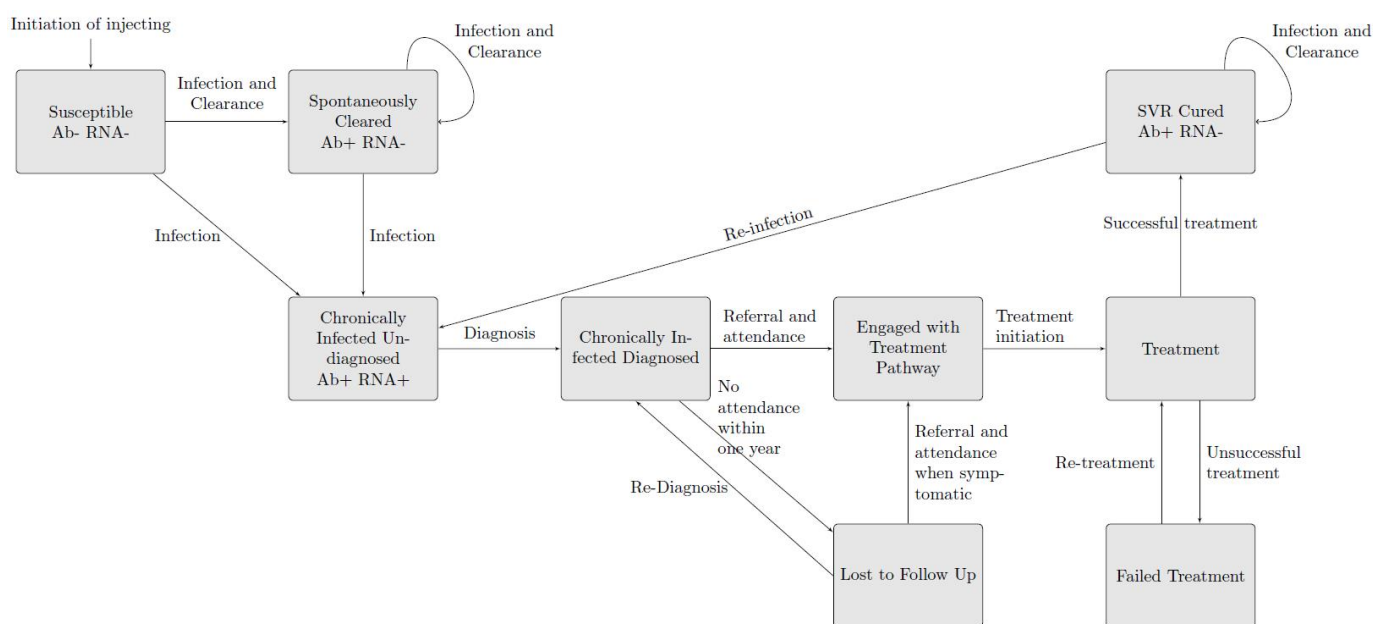 Initiation of injecting
Susceptible
Ab- RNA-
Infection and
Clearance
Spontaneously
Cleared
Ab+ RNA-
Infection and
Clearance
SVR Cured
Ab+ RNA-
Infection and
Clearance
Infection
Infection
Re-infection
Successful treatment
Chronically
Infected Un-
diagnosed
Ab+ RNA+
Diagnosis
Chronically In-
fected Diagnosed
Referral and
attendance
Engaged with
Treatment
Pathway
Treatment
initiation
Treatment
No
attendance
within
one year
Re-Diagnosis
Referral and
attendance
when symp-
tomatic
Re-treatment
Unsuccessful
treatment
Lost to Follow Up
Failed Treatment